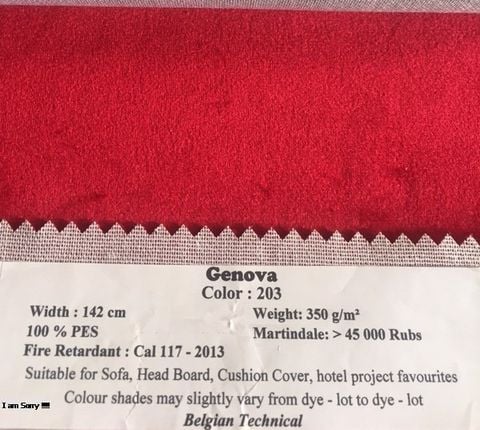 Genova
Color : 203
Width : 142 cm Weight: 350 g/m²
100 % PES Martindale: > 45 000 Rubs
Fire Retardant : Cal 117 - 2013
Suitable for Sofa, Head Board, Cushion Cover, hotel project favourites
Colour shades may slightly vary from dye - lot to dye - lot
I am Sorry !!!!
Belgian Technical